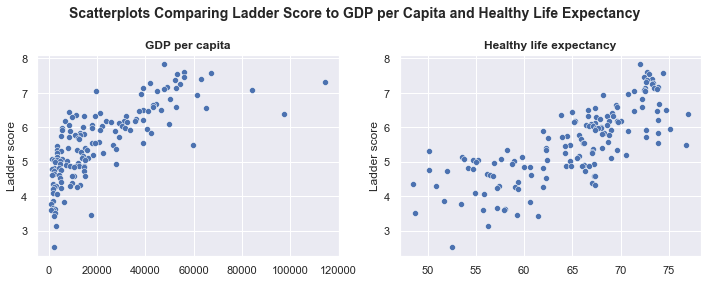 Scatterplots Comparing Ladder Score to GDP per Capita and Healthy Life Expectancy
GDP per capita
Ladder score
8
7
6
5
4
3
0 20000 40000 60000 80000 100000 120000
Healthy life expectancy
Ladder score
8
7
6
5
4
3
50 55 60 65 70 75